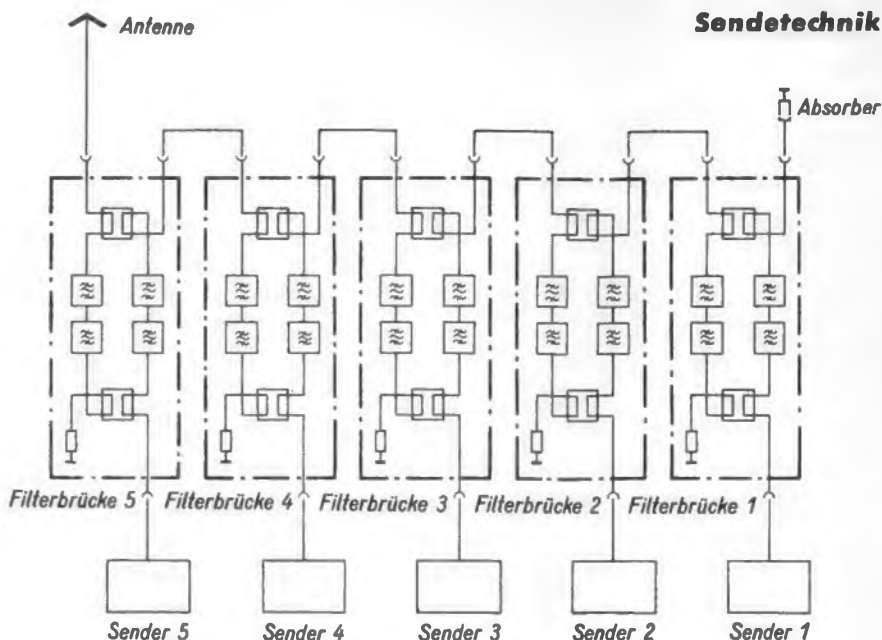 Sendetechnik
Antenne
Absorber
Filterbrücke 5 Filterbrücke 4 Filterbrücke 3 Filterbrücke 2 Filterbrücke 1
Sender 5 Sender 4 Sender 3 Sender 2 Sender 1